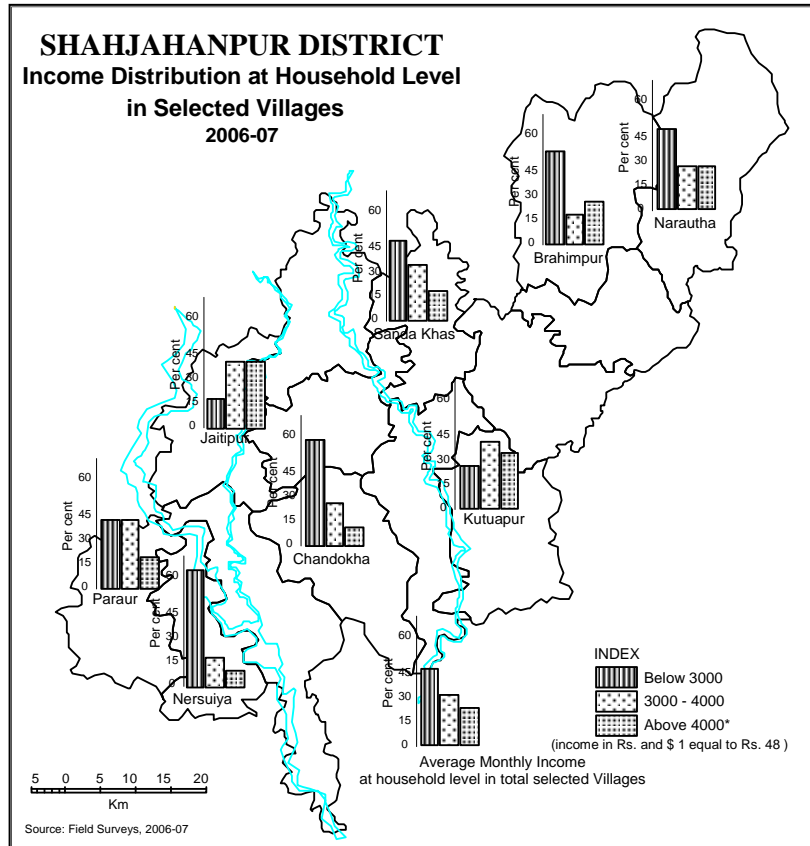 SHAHJAHANPUR DISTRICT
Income Distribution at Household Level
in Selected Villages
2006-07
60
45
30
15
0
Per cent
Narautha
60
45
30
15
0
Per cent
Brahimpur
60
45
30
15
0
Per cent
Sanda Khas
60
45
30
15
0
Per cent
Jaitipur
60
45
30
15
0
Per cent
Kutuapur
60
45
30
15
0
Per cent
Chandokha
60
45
30
15
0
Per cent
Paraur
60
45
30
15
0
Per cent
Nersuiya
60
45
30
15
0
Per cent
Average Monthly Income
at household level in total selected Villages
INDEX
Below 3000
3000 - 4000
Above 4000*
(income in Rs. and $ 1 equal to Rs. 48 )
5 0 5 10 20
Km
Source: Field Surveys, 2006-07